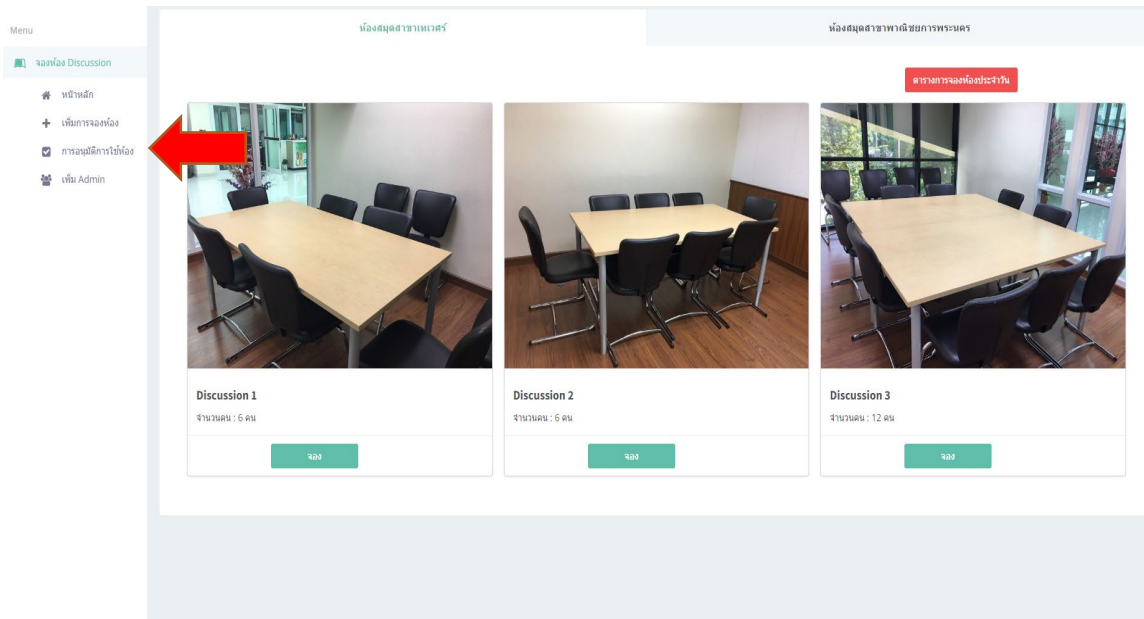 Menu
จองห้อง Discussion
หน้าหลัก
เพิ่มการจองห้อง
การอนุมัติการใช้ห้อง
เพิ่ม Admin
ห้องสมุดสาขาเทเวศร์
ห้องสมุดสาขาพาณิชยการพระนคร
ตารางการจองห้องประจำวัน
Discussion 1
จำนวนคน : 6 คน
จอง
Discussion 2
จำนวนคน : 6 คน
จอง
Discussion 3
จำนวนคน : 12 คน
จอง